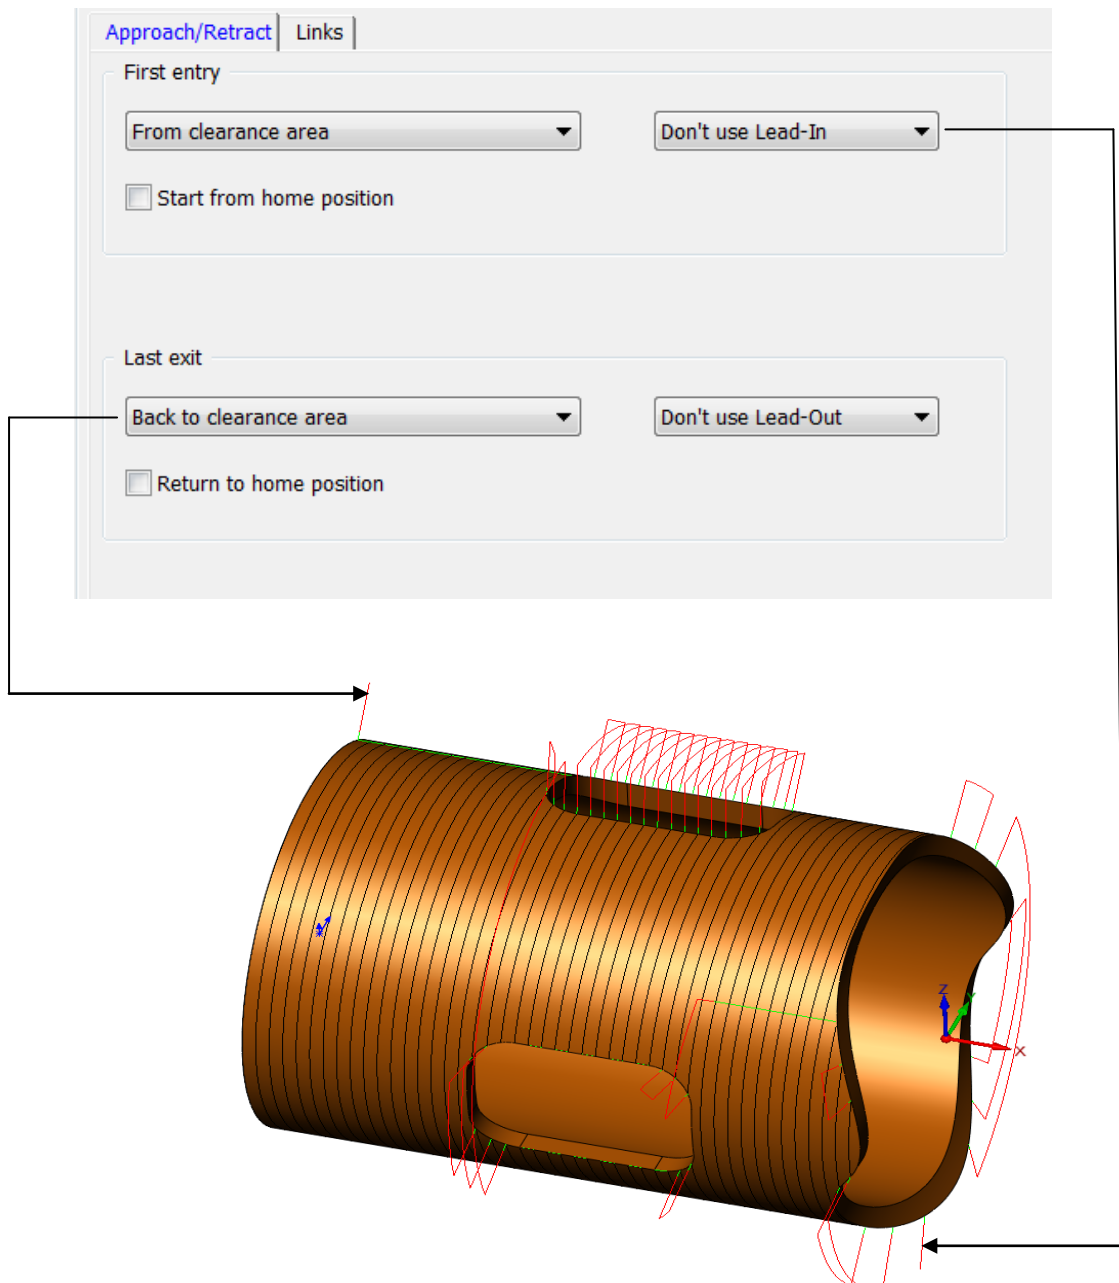 Approach/Retract Links
First entry
From clearance area Don't use Lead-In
Start from home position
Last exit
Back to clearance area Don't use Lead-Out
Return to home position
Z
Y
X